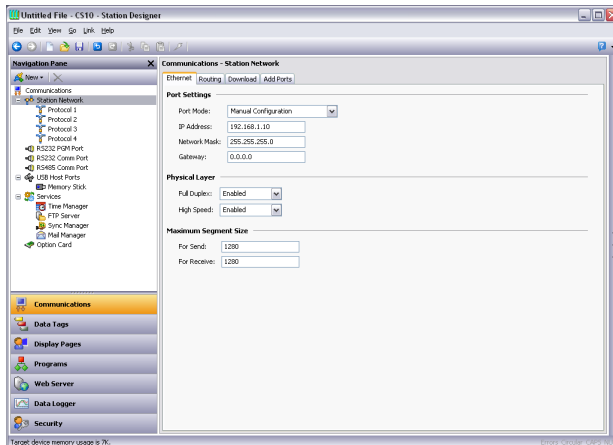 Untitled File - CS10 - Station Designer
File Edit View Go Link Help
Navigation Pane
New
Communications
Station Network
Protocol 1
Protocol 2
Protocol 3
Protocol 4
RS232 PGM Port
RS232 Comm Port
RS485 Comm Port
USB Host Ports
Memory Stick
Services
Time Manager
FTP Server
Sync Manager
Mail Manager
Option Card
Communications
Data Tags
Display Pages
Programs
Web Server
Data Logger
Security
Communications - Station Network
Ethernet Routing Download Add Ports
Port Settings
Port Mode: Manual Configuration
IP Address: 192.168.1.10
Network Mask: 255.255.255.0
Gateway: 0.0.0.0
Physical Layer
Full Duplex: Enabled
High Speed: Enabled
Maximum Segment Size
For Send: 1280
For Receive: 1280
Target device memory usage is 7K.